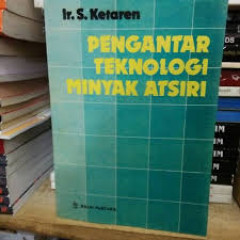 Ir. S. Ketaren
PENGANTAR
TEKNOLOGI
MINYAK ATSIRI